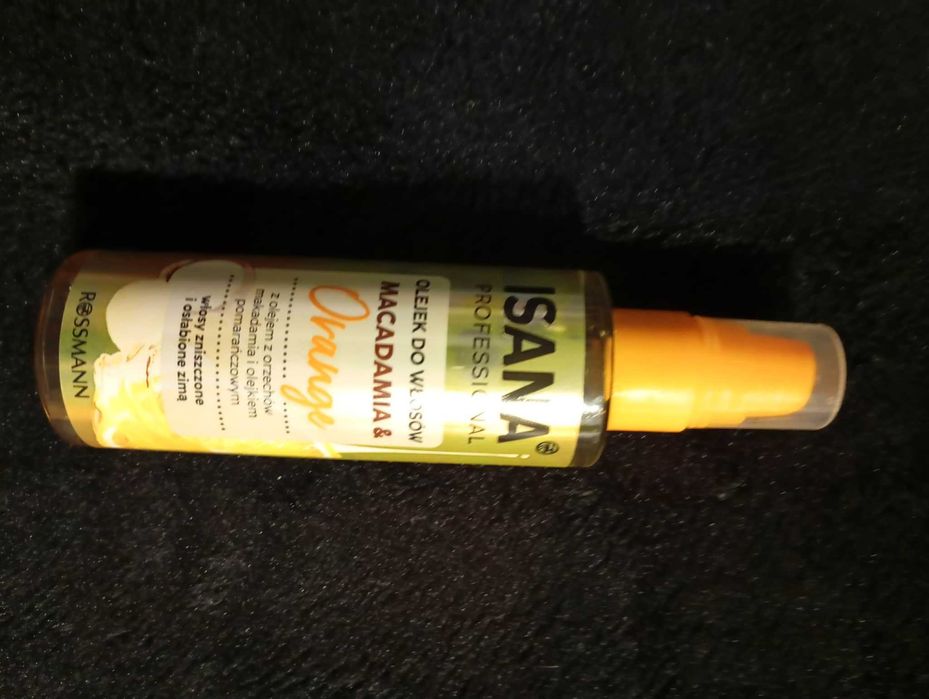 ISANA
PROFESSIONAL
OLEJEK DO WŁOSÓW
MACADAMIA &
Orange
z olejem z orzechów
makadamia i olejkiem
pomarańczowym
włosy zniszczone
i osłabione zimą
ROSSMANN